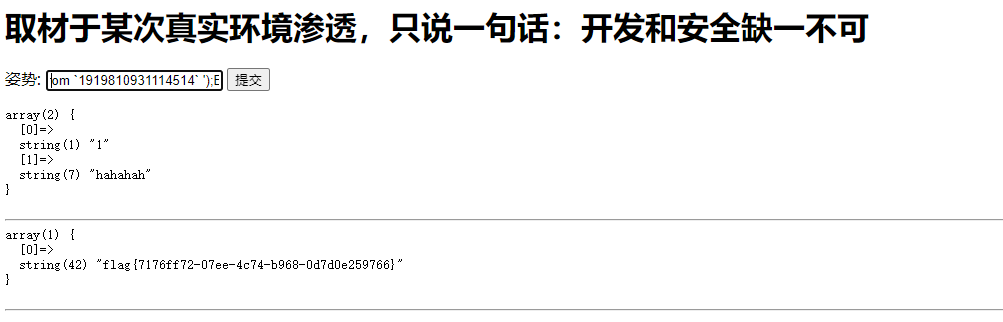 取材于某次真实环境渗透，只说一句话：开发和安全缺一不可
姿势: om `1919810931114514` ');E 提交
array(2) {
[0]=>
string(1) "1"
[1]=>
string(7) "hahahah"
}
array(1) {
[0]=>
string(42) "flag{7176ff72-07ee-4c74-b968-0d7d0e259766}"
}